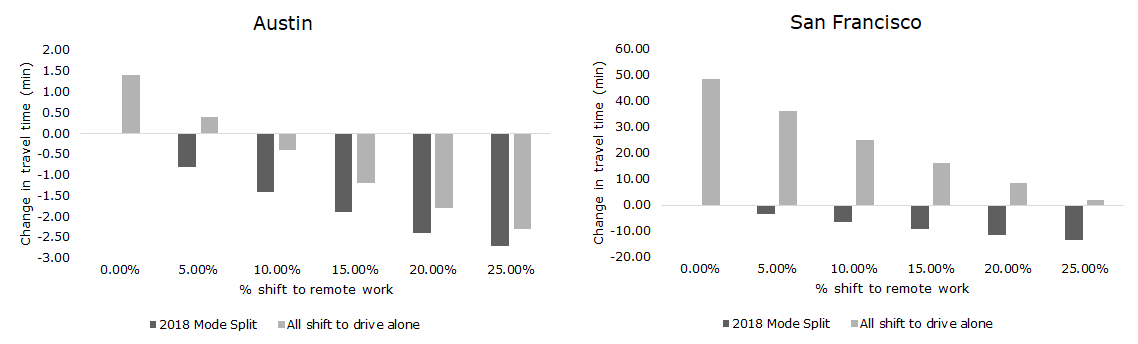 Austin
Change in travel time (min)
2.00
1.50
1.00
0.50
0.00
-0.50
-1.00
-1.50
-2.00
-2.50
-3.00
0.00% 5.00% 10.00% 15.00% 20.00% 25.00%
% shift to remote work
2018 Mode Split All shift to drive alone
San Francisco
Change in travel time (min)
60.00
50.00
40.00
30.00
20.00
10.00
0.00
-10.00
-20.00
0.00% 5.00% 10.00% 15.00% 20.00% 25.00%
% shift to remote work
2018 Mode Split All shift to drive alone